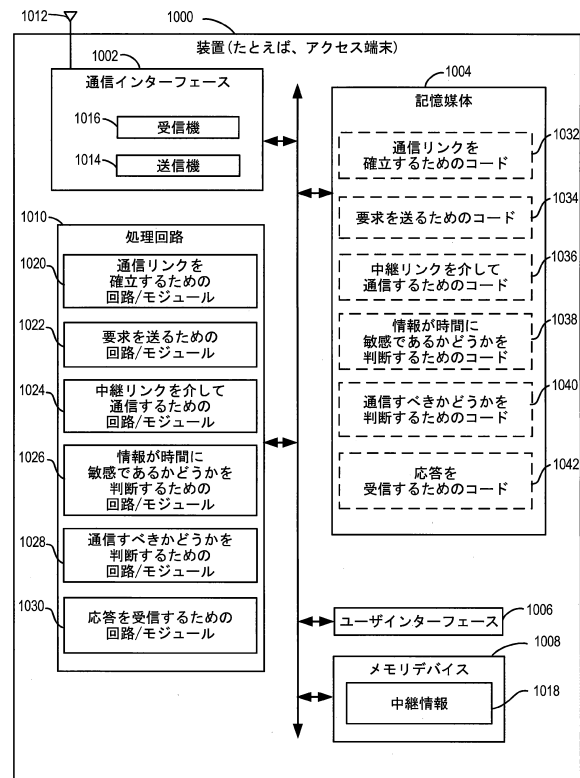 1012
1000
装置(たとえば、アクセス端末)
1002
通信インターフェース
1016
受信機
1014
送信機
1010
処理回路
1020
通信リンクを
確立するための
回路/モジュール
1022
要求を送るための
回路/モジュール
1024
中継リンクを介して
通信するための
回路/モジュール
1026
情報が時間に
敏感であるかどうかを
判断するための
回路/モジュール
1028
通信すべきかどうかを
判断するための
回路/モジュール
1030
応答を受信するための
回路/モジュール
1004
記憶媒体
1032
通信リンクを
確立するためのコード
1034
要求を送るためのコード
1036
中継リンクを介して
通信するためのコード
1038
情報が時間に
敏感であるかどうかを
判断するためのコード
1040
通信すべきかどうかを
判断するためのコード
1042
応答を
受信するためのコード
1006
ユーザインターフェース
1008
メモリデバイス
1018
中継情報